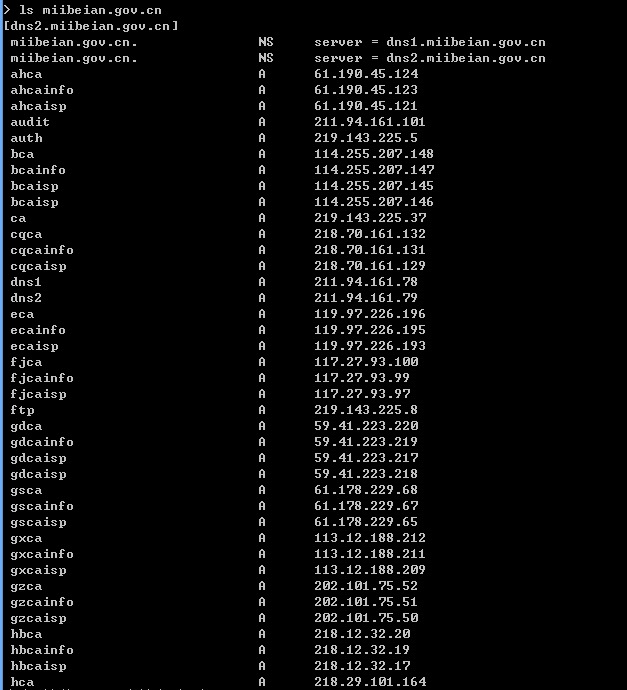 > ls miibeian.gov.cn
[dns2.miibeian.gov.cn]
miibeian.gov.cn. NS server = dns1.miibeian.gov.cn
miibeian.gov.cn. NS server = dns2.miibeian.gov.cn
ahca A 61.190.45.124
ahcainfo A 61.190.45.123
ahcaisp A 61.190.45.121
audit A 211.94.161.101
auth A 219.143.225.5
bca A 114.255.207.148
bcainfo A 114.255.207.147
bcaisp A 114.255.207.145
bcaisp A 114.255.207.146
ca A 219.143.225.37
cqca A 218.70.161.132
cqcainfo A 218.70.161.131
cqcaisp A 218.70.161.129
dns1 A 211.94.161.78
dns2 A 211.94.161.79
eca A 119.97.226.196
ecainfo A 119.97.226.195
ecaisp A 119.97.226.193
fjca A 117.27.93.100
fjcainfo A 117.27.93.99
fjcaisp A 117.27.93.97
ftp A 219.143.225.8
gdca A 59.41.223.220
gdcainfo A 59.41.223.219
gdcaisp A 59.41.223.217
gdcaisp A 59.41.223.218
gsca A 61.178.229.68
gscainfo A 61.178.229.67
gscaisp A 61.178.229.65
gxca A 113.12.188.212
gxcainfo A 113.12.188.211
gxcaisp A 113.12.188.209
gzca A 202.101.75.52
gzcainfo A 202.101.75.51
gzcaisp A 202.101.75.50
hbca A 218.12.32.20
hbcainfo A 218.12.32.19
hbcaisp A 218.12.32.17
hca A 218.29.101.164